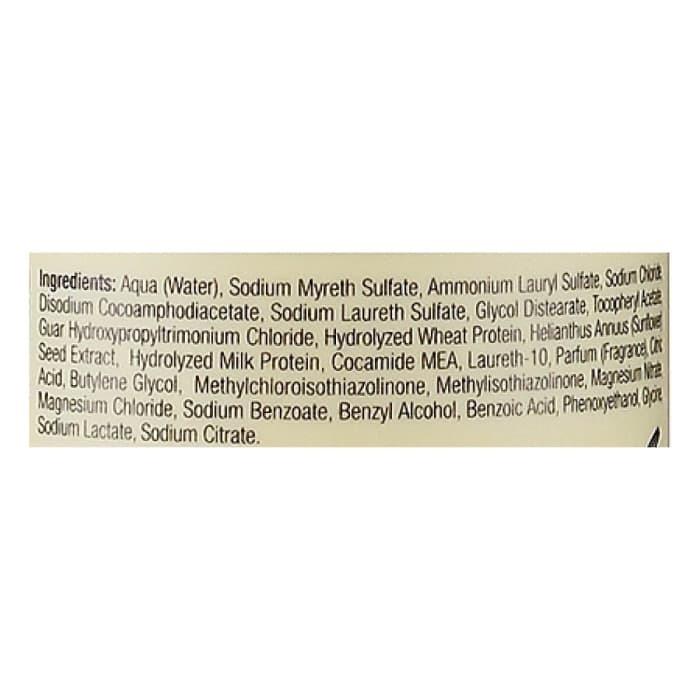 Ingredients: Aqua (Water), Sodium Myreth Sulfate, Ammonium Lauryl Sulfate, Sodium Chloride,
Disodium Cocoamphodiacetate, Sodium Laureth Sulfate, Glycol Distearate, Tocopheryl Acetate,
Guar Hydroxypropyltrimonium Chloride, Hydrolyzed Wheat Protein, Helianthus Annuus (Sunflower)
Seed Extract, Hydrolyzed Milk Protein, Cocamide MEA, Laureth-10, Parfum (Fragrance), Citric
Acid, Butylene Glycol, Methylchloroisothiazolinone, Methylisothiazolinone, Magnesium Nitrate,
Magnesium Chloride, Sodium Benzoate, Benzyl Alcohol, Benzoic Acid, Phenoxyethanol,
Sodium Lactate, Sodium Citrate.